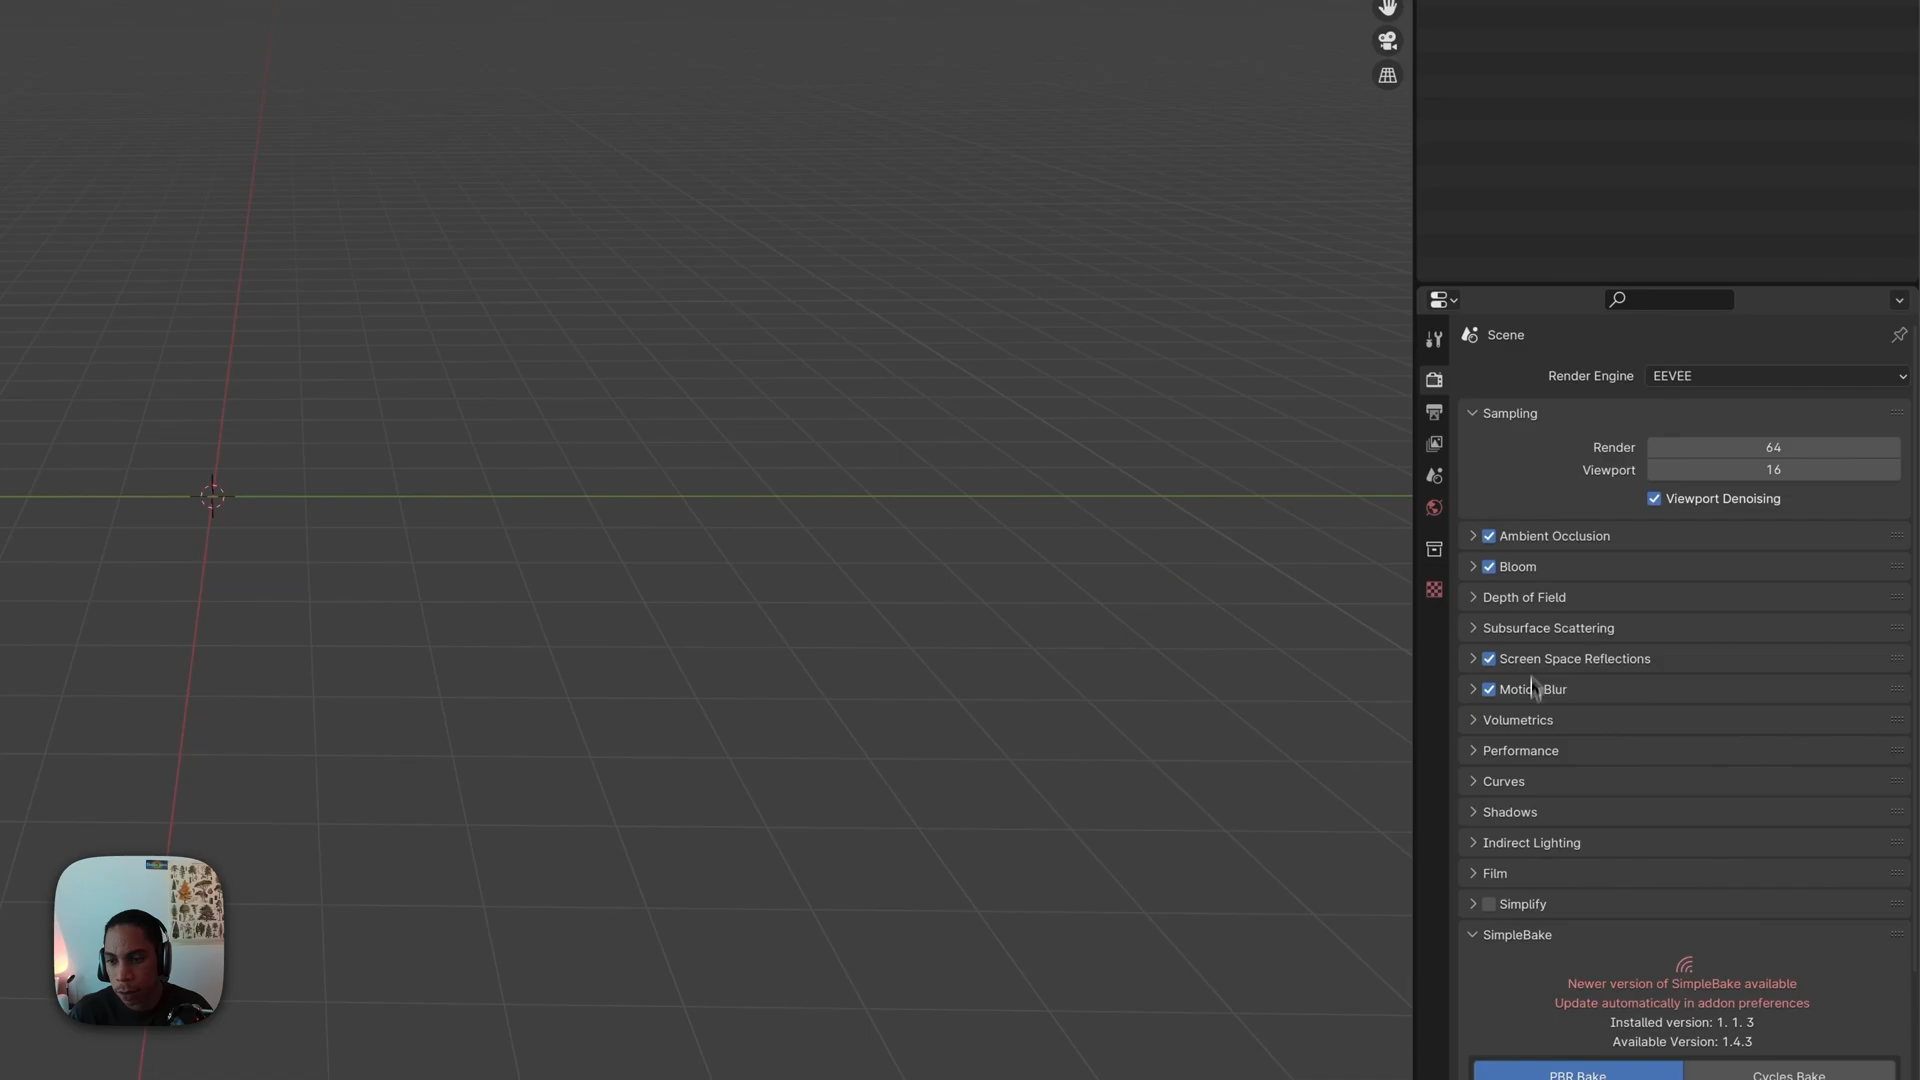 Scene
Render Engine EEVEE
Sampling
Render 64
Viewport 16
Viewport Denoising
Ambient Occlusion
Bloom
Depth of Field
Subsurface Scattering
Screen Space Reflections
Motion Blur
Volumetrics
Performance
Curves
Shadows
Indirect Lighting
Film
Simplify
SimpleBake
Newer version of SimpleBake available
Update automatically in addon preferences
Installed version: 1. 1. 3
Available Version: 1.4.3
PBR Bake Cycles Bake